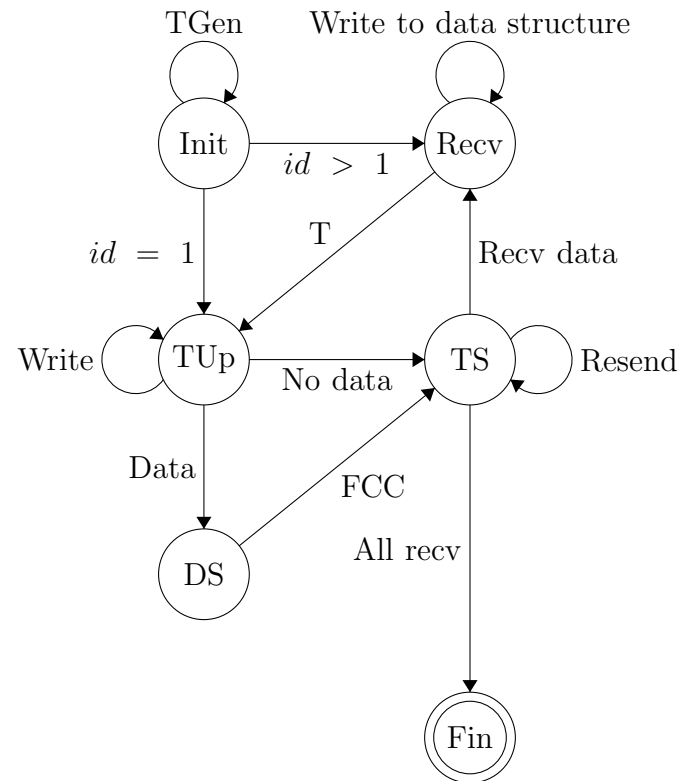 TGen
Write to data structure
Init
Recv
id > 1
T
id = 1
Recv data
Write
TUp
TS
Resend
No data
Data
FCC
All recv
DS
Fin